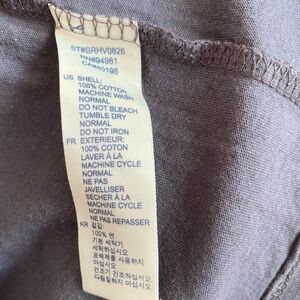 ST#SRHV0826
RN#94981
CA#40198
US SHELL:
100% COTTON
MACHINE WASH
NORMAL
DO NOT BLEACH
TUMBLE DRY
NORMAL
DO NOT IRON
FR EXTERIEUR:
100% COTON
LAVER À LA
MACHINE CYCLE
NORMAL
NE PAS
JAVELLISER
SECHER À LA
MACHINE CYCLE
NORMAL
NE PAS REPASSER
KR 겉감:
100% 면
기본 세탁기
세탁 하십시오
표백제를 사용하지
마십시오
건조기 건조하십시오
다리지 마십시오